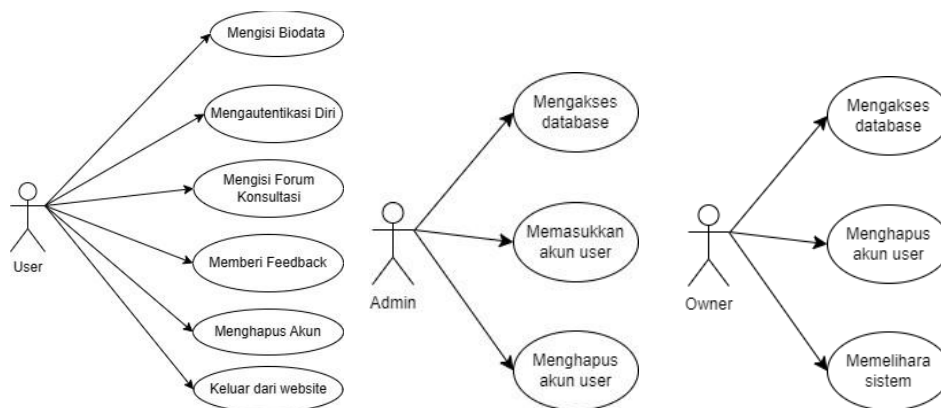 Mengisi Biodata
Mengautentikasi Diri
Mengisi Forum
Konsultasi
User
Memberi Feedback
Menghapus Akun
Keluar dari website
Mengakses
database
Memasukkan
akun user
Admin
Menghapus
akun user
Mengakses
database
Menghapus
akun user
Owner
Memelihara
sistem